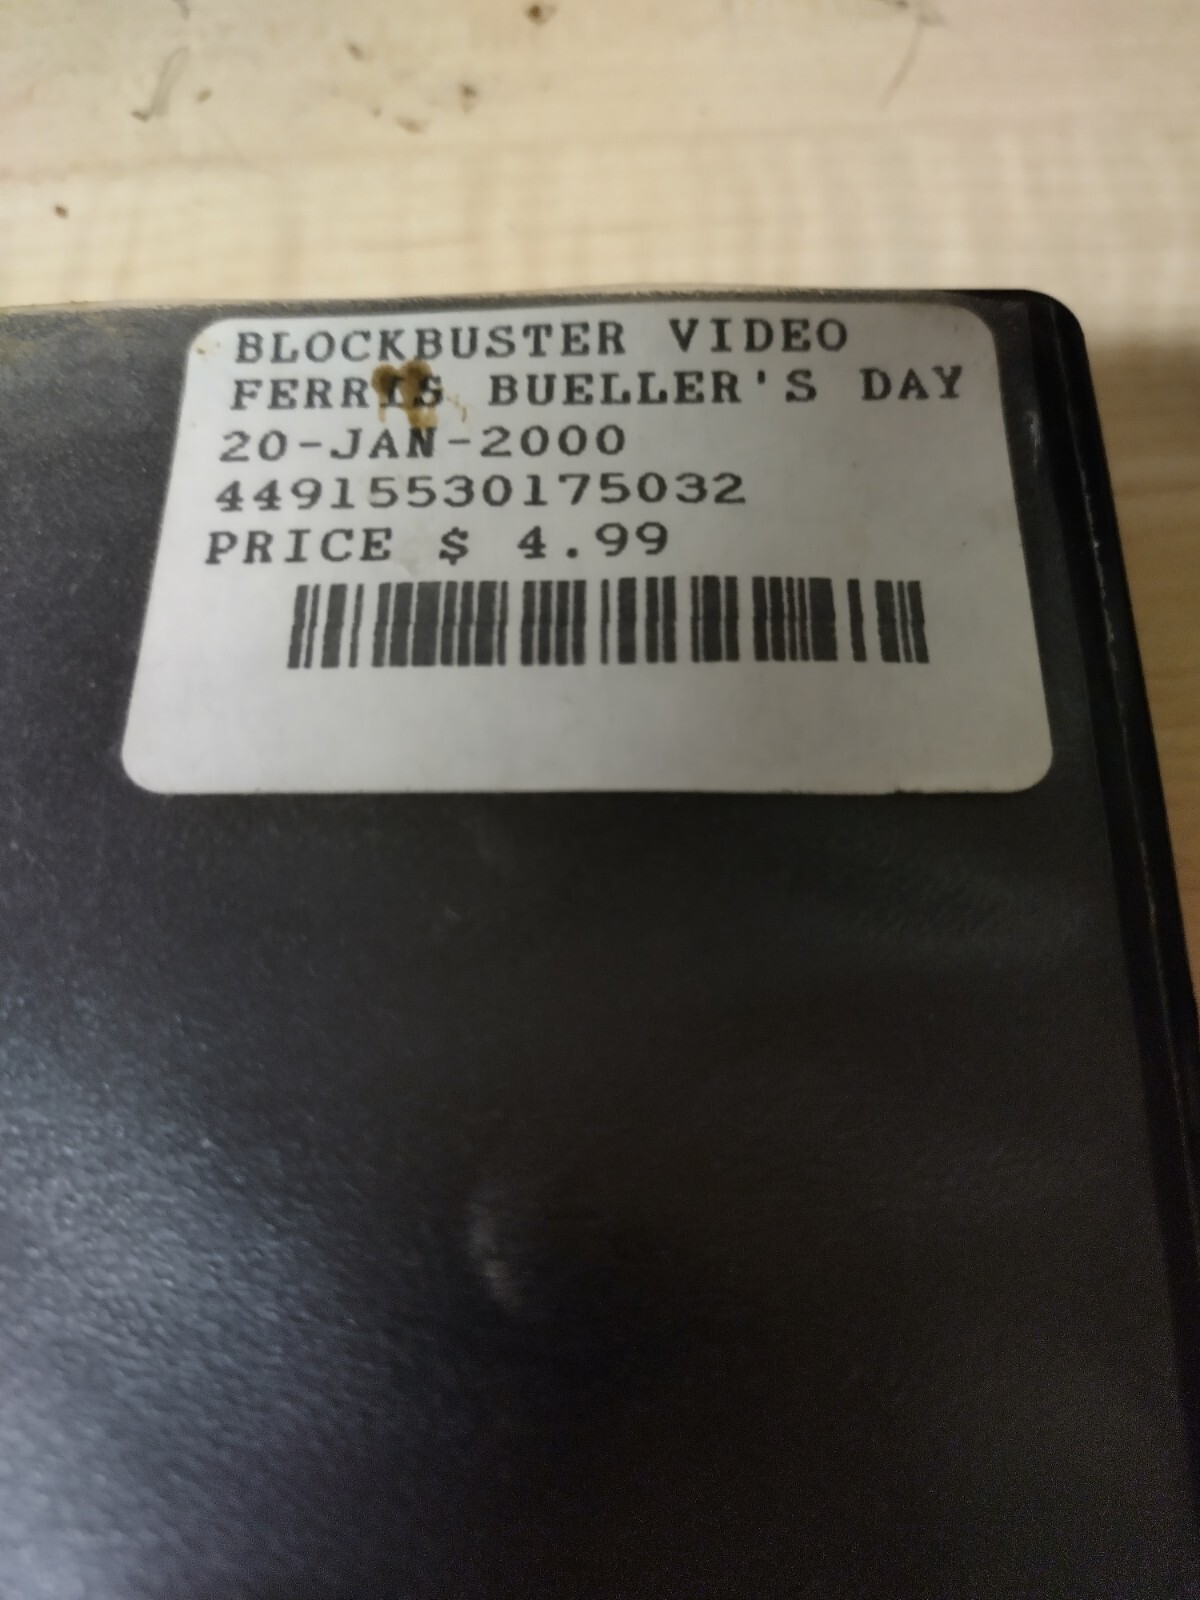 BLOCKBUSTER VIDEO
FERRIS BUELLER'S DAY
20-JAN-2000
44915530175032
PRICE $ 4.99